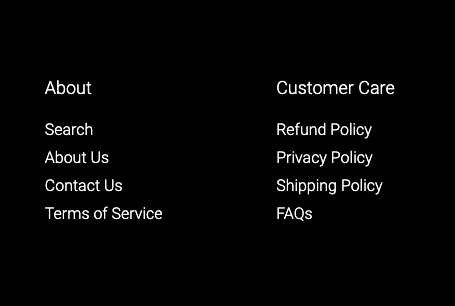 About
Search
About Us
Contact Us
Terms of Service
Customer Care
Refund Policy
Privacy Policy
Shipping Policy
FAQs